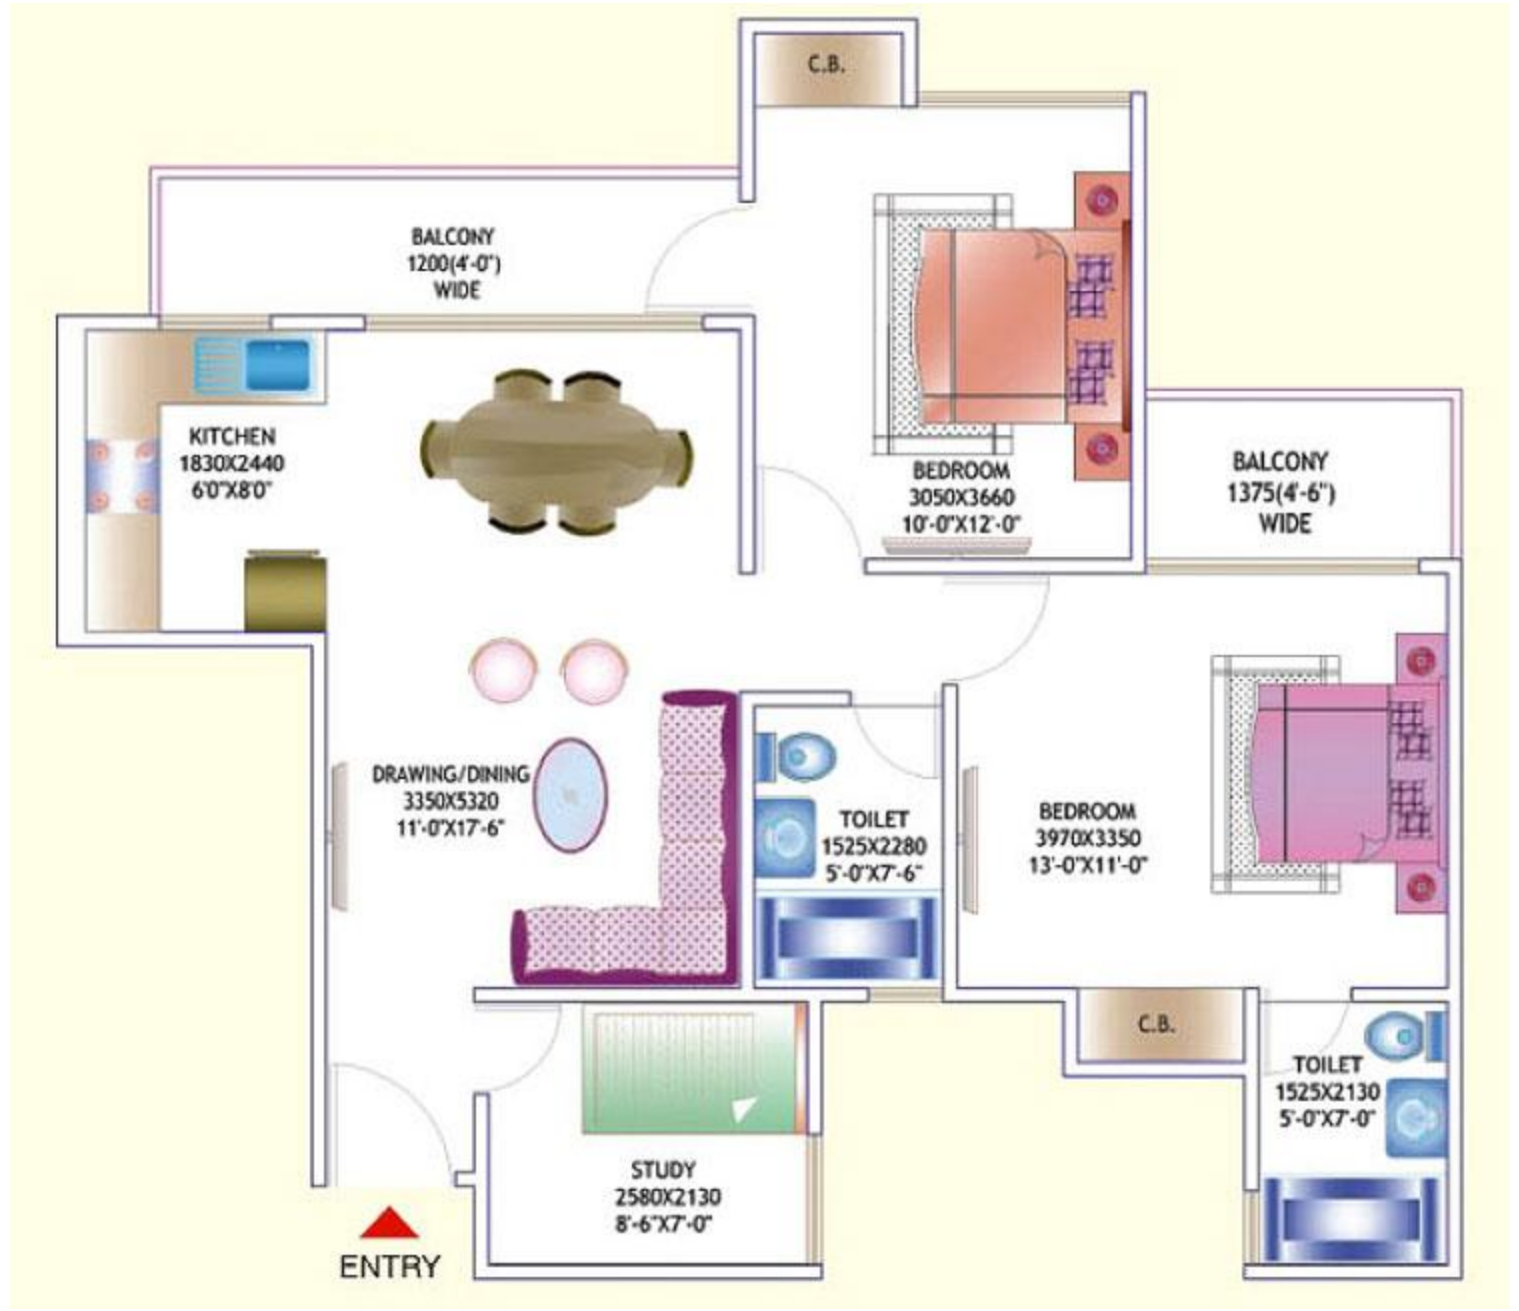 C.B.
BALCONY
1200(4'-0")
WIDE
KITCHEN
1830X2440
6'0"X8'0"
BEDROOM
3050X3660
10'-0"X12'-0"
BALCONY
1375(4'-6")
WIDE
DRAWING/DINING
3350X5320
11'-0"X17'-6"
TOILET
1525X2280
5'-0"X7'-6"
BEDROOM
3970X3350
13'-0"X11'-0"
C.B.
TOILET
1525X2130
5'-0"X7'-0"
STUDY
2580X2130
8'-6"X7'-0"
ENTRY